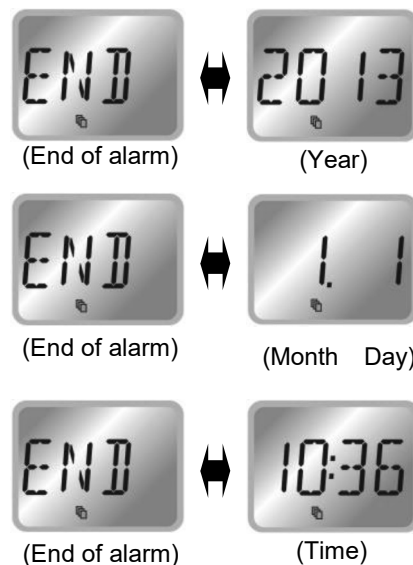 END 2013
(End of alarm) (Year)
END 1. 1
(End of alarm) (Month Day)
END 10:36
(End of alarm) (Time)